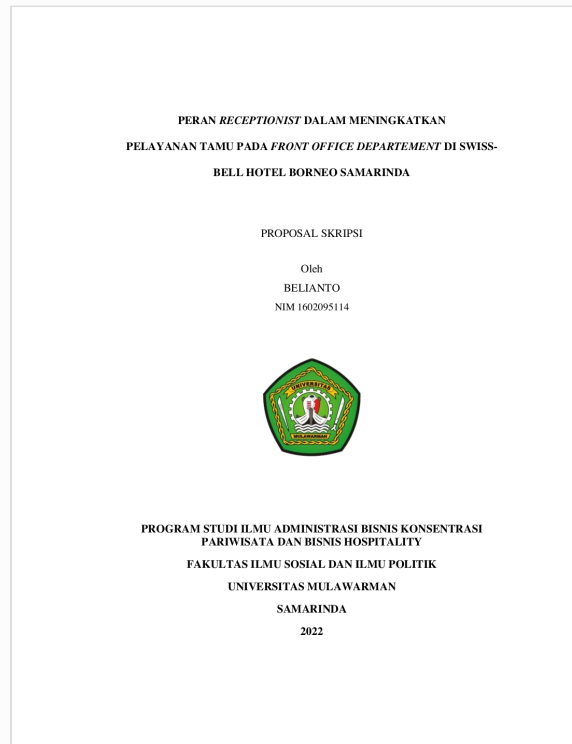 PERAN RECEPTIONIST DALAM MENINGKATKAN
PELAYANAN TAMU PADA FRONT OFFICE DEPARTEMENT DI SWISS-
BELL HOTEL BORNEO SAMARINDA
PROPOSAL SKRIPSI
Oleh
BELIANTO
NIM 1602095114
UNIVERSITAS
MULAWARMAN
PROGRAM STUDI ILMU ADMINISTRASI BISNIS KONSENTRASI
PARIWISATA DAN BISNIS HOSPITALITY
FAKULTAS ILMU SOSIAL DAN ILMU POLITIK
UNIVERSITAS MULAWARMAN
SAMARINDA
2022